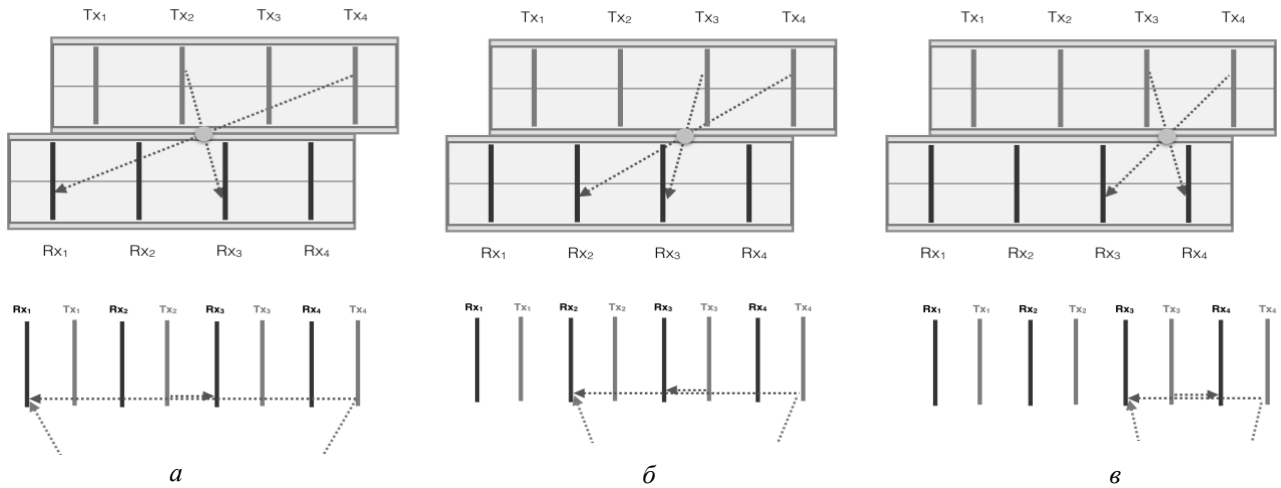 Tx₁ Tx₂ Tx₃ Tx₄ Tx₁ Tx₂ Tx₃ Tx₄ Tx₁ Tx₂ Tx₃ Tx₄
Rx₁ Rx₂ Rx₃ Rx₄ Rx₁ Rx₂ Rx₃ Rx₄ Rx₁ Rx₂ Rx₃ Rx₄
Rx₁ Tx₁ Rx₂ Tx₂ Rx₃ Tx₃ Rx₄ Tx₄ Rx₁ Tx₁ Rx₂ Tx₂ Rx₃ Tx₃ Rx₄ Tx₄ Rx₁ Tx₁ Rx₂ Tx₂ Rx₃ Tx₃ Rx₄ Tx₄
а б в